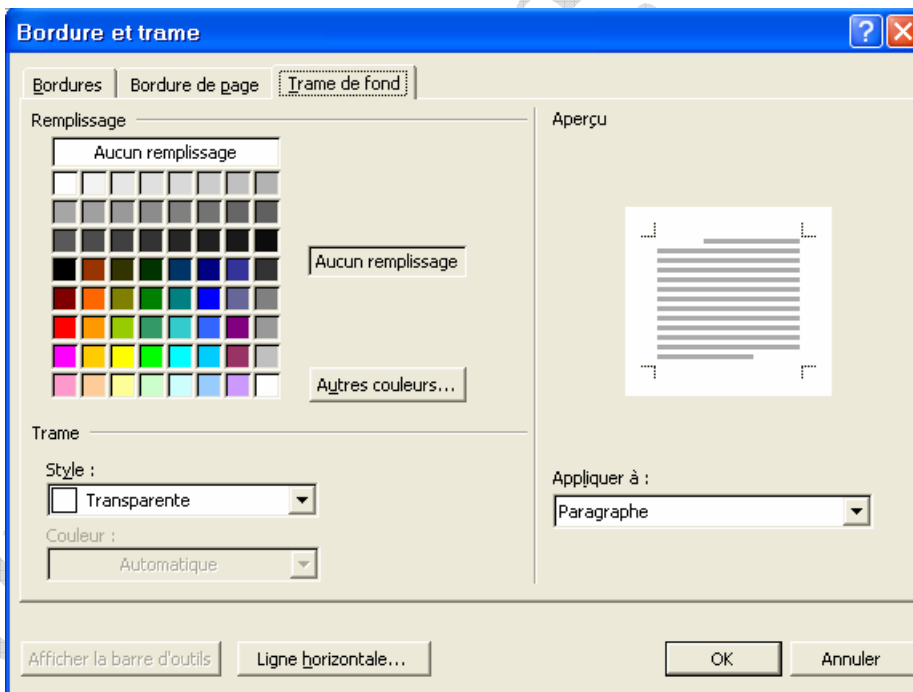 Bordure et trame
Bordures Bordure de page Trame de fond
Remplissage
Aucun remplissage
Aucun remplissage
Autres couleurs...
Trame
Style :
Transparente
Couleur :
Automatique
Aperçu
Appliquer à :
Paragraphe
Afficher la barre d'outils Ligne horizontale... OK Annuler